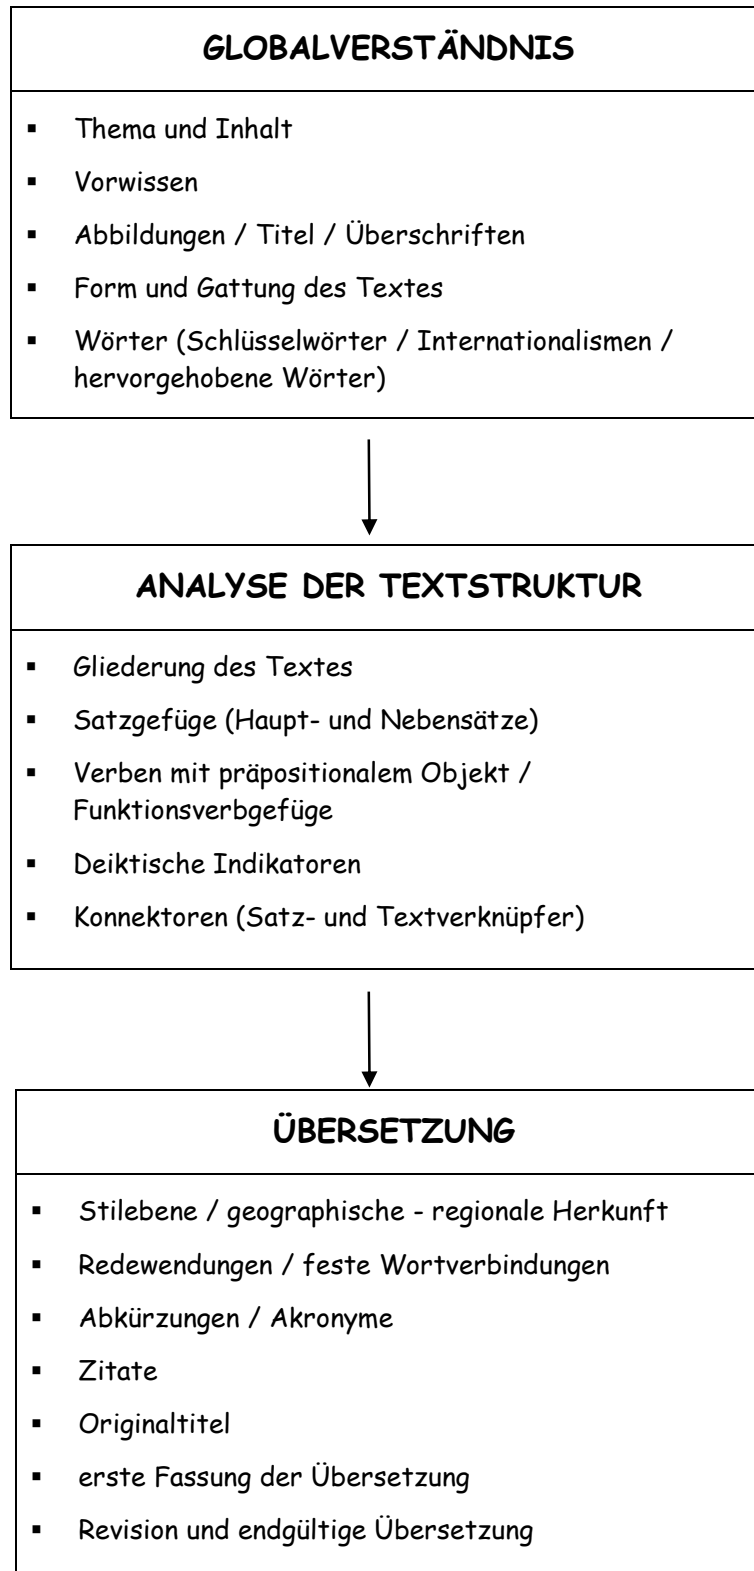 GLOBALVERSTÄNDNIS
▪ Thema und Inhalt
▪ Vorwissen
▪ Abbildungen / Titel / Überschriften
▪ Form und Gattung des Textes
▪ Wörter (Schlüsselwörter / Internationalismen /
hervorgehobene Wörter)
ANALYSE DER TEXTSTRUKTUR
▪ Gliederung des Textes
▪ Satzgefüge (Haupt- und Nebensätze)
▪ Verben mit präpositionalem Objekt /
Funktionsverbgefüge
▪ Deiktische Indikatoren
▪ Konnektoren (Satz- und Textverknüpfer)
ÜBERSETZUNG
▪ Stilebene / geographische - regionale Herkunft
▪ Redewendungen / feste Wortverbindungen
▪ Abkürzungen / Akronyme
▪ Zitate
▪ Originaltitel
▪ erste Fassung der Übersetzung
▪ Revision und endgültige Übersetzung